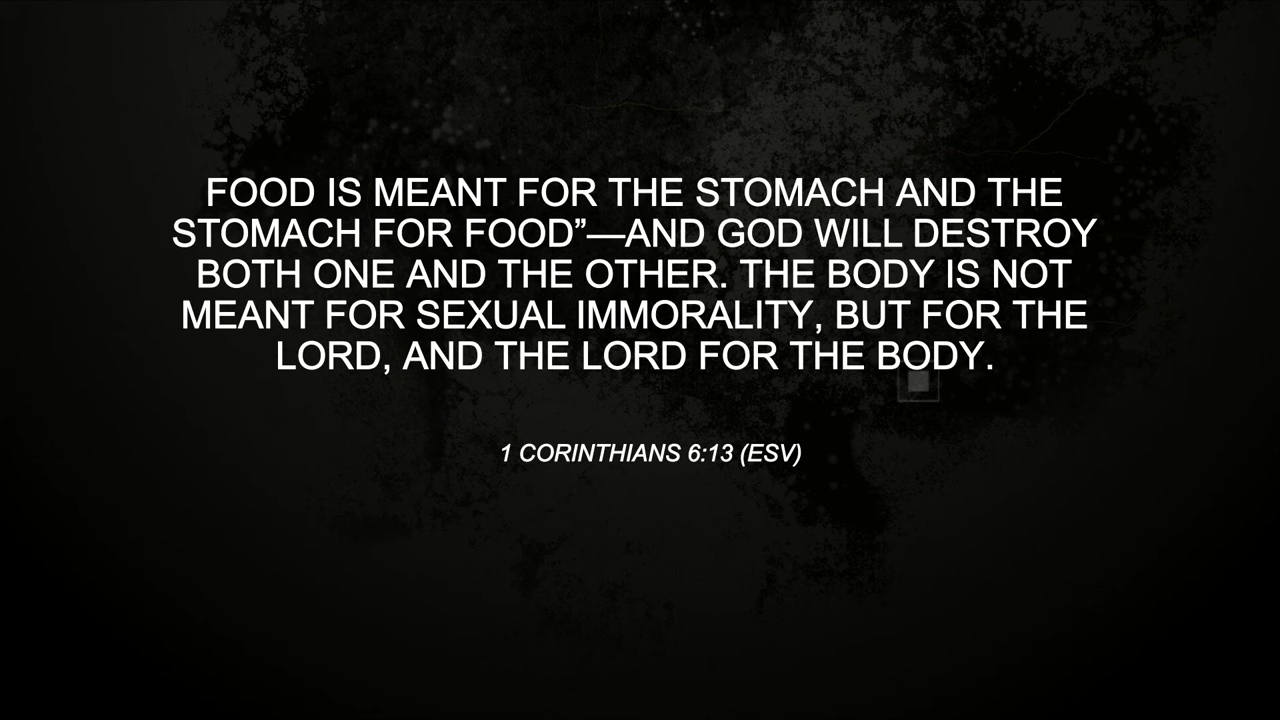 FOOD IS MEANT FOR THE STOMACH AND THE
STOMACH FOR FOOD”—AND GOD WILL DESTROY
BOTH ONE AND THE OTHER. THE BODY IS NOT
MEANT FOR SEXUAL IMMORALITY, BUT FOR THE
LORD, AND THE LORD FOR THE BODY.
1 CORINTHIANS 6:13 (ESV)